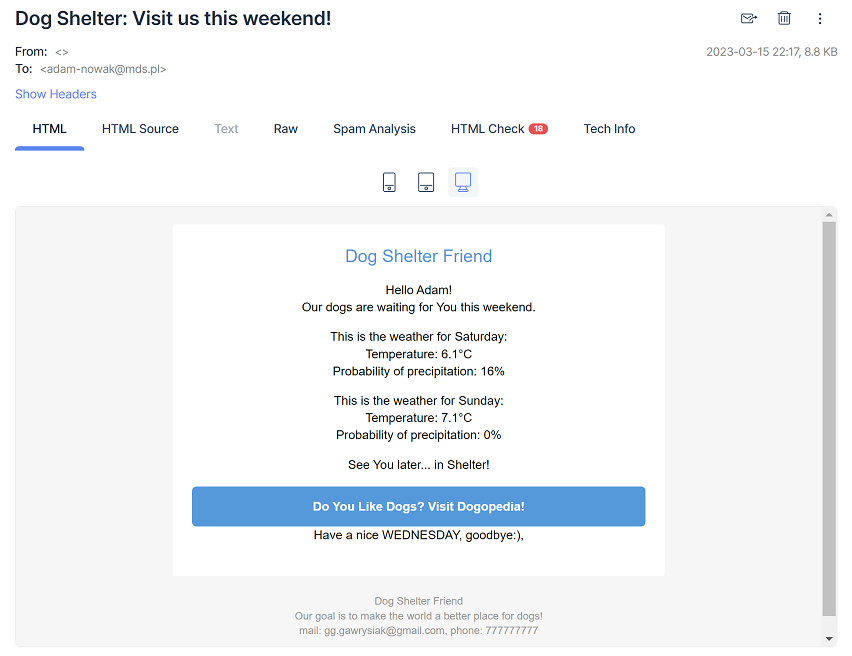 Dog Shelter: Visit us this weekend!
From: <>
2023-03-15 22:17, 8.8 KB
To: <adam-nowak@mds.pl>
Show Headers
HTML HTML Source Text Raw Spam Analysis HTML Check 18 Tech Info
Dog Shelter Friend
Hello Adam!
Our dogs are waiting for You this weekend.
This is the weather for Saturday:
Temperature: 6.1°C
Probability of precipitation: 16%
This is the weather for Sunday:
Temperature: 7.1°C
Probability of precipitation: 0%
See You later... in Shelter!
Do You Like Dogs? Visit Dogopedia!
Have a nice WEDNESDAY, goodbye:),
Dog Shelter Friend
Our goal is to make the world a better place for dogs!
mail: gg.gawrysiak@gmail.com, phone: 777777777